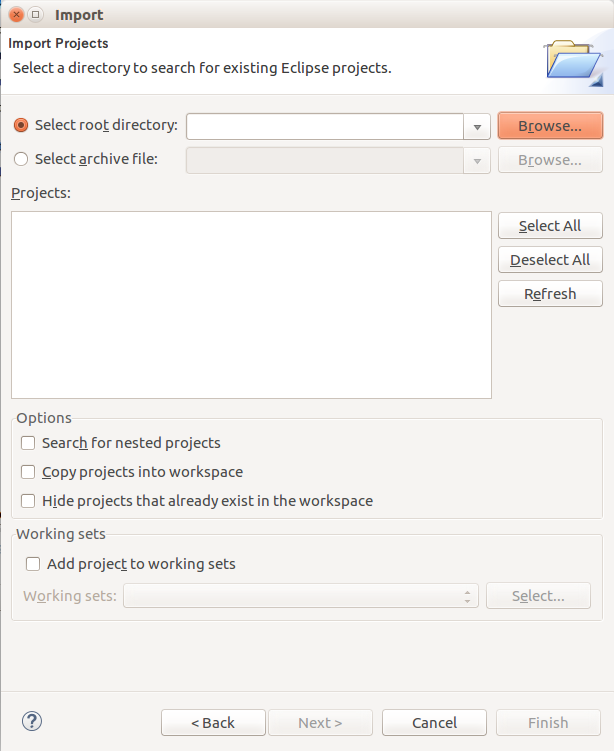 Import
Import Projects
Select a directory to search for existing Eclipse projects.
Select root directory:
Browse...
Select archive file:
Browse...
Projects:
Select All
Deselect All
Refresh
Options
Search for nested projects
Copy projects into workspace
Hide projects that already exist in the workspace
Working sets
Add project to working sets
Working sets:
Select...
?
< Back
Next >
Cancel
Finish